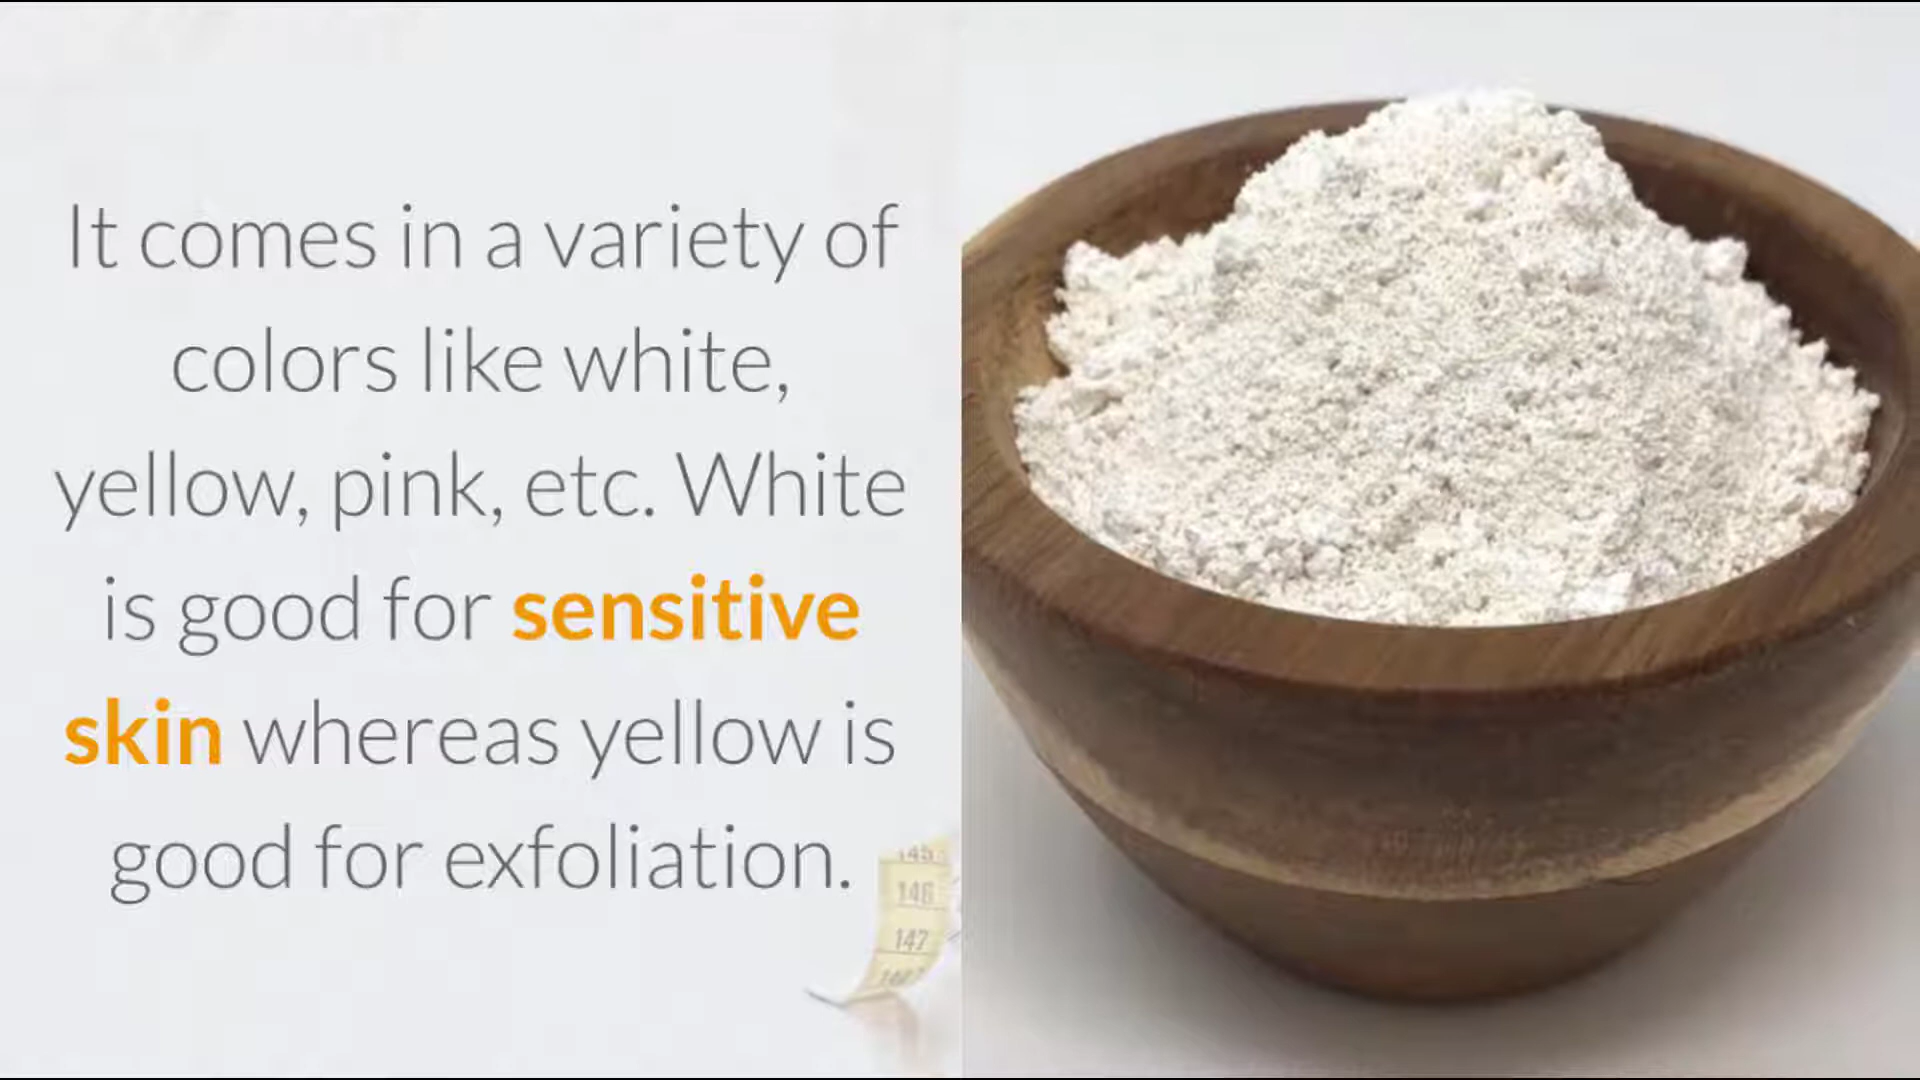 It comes in a variety of
colors like white,
yellow, pink, etc. White
is good for sensitive
skin whereas yellow is
good for exfoliation.
145
146
147